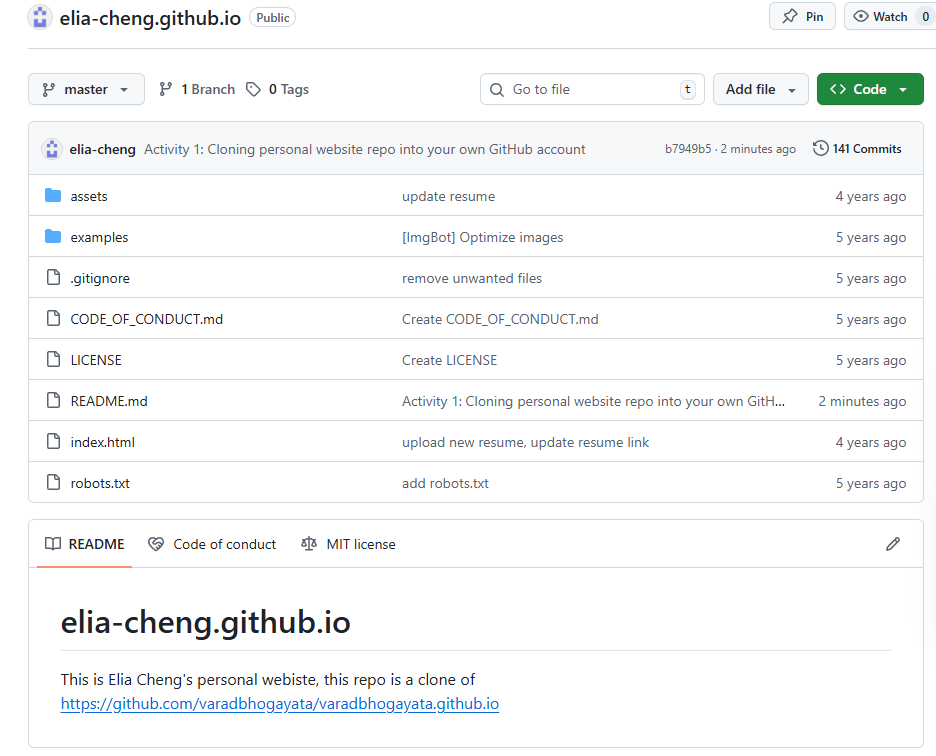 elia-cheng.github.io Public Pin Watch 0
master 1 Branch 0 Tags Go to file t Add file Code
elia-cheng Activity 1: Cloning personal website repo into your own GitHub account b7949b5 · 2 minutes ago 141 Commits
assets update resume 4 years ago
examples [ImgBot] Optimize images 5 years ago
.gitignore remove unwanted files 5 years ago
CODE_OF_CONDUCT.md Create CODE_OF_CONDUCT.md 5 years ago
LICENSE Create LICENSE 5 years ago
README.md Activity 1: Cloning personal website repo into your own GitH... 2 minutes ago
index.html upload new resume, update resume link 4 years ago
robots.txt add robots.txt 5 years ago
README Code of conduct MIT license
elia-cheng.github.io
This is Elia Cheng's personal webiste, this repo is a clone of
https://github.com/varadbhogayata/varadbhogayata.github.io